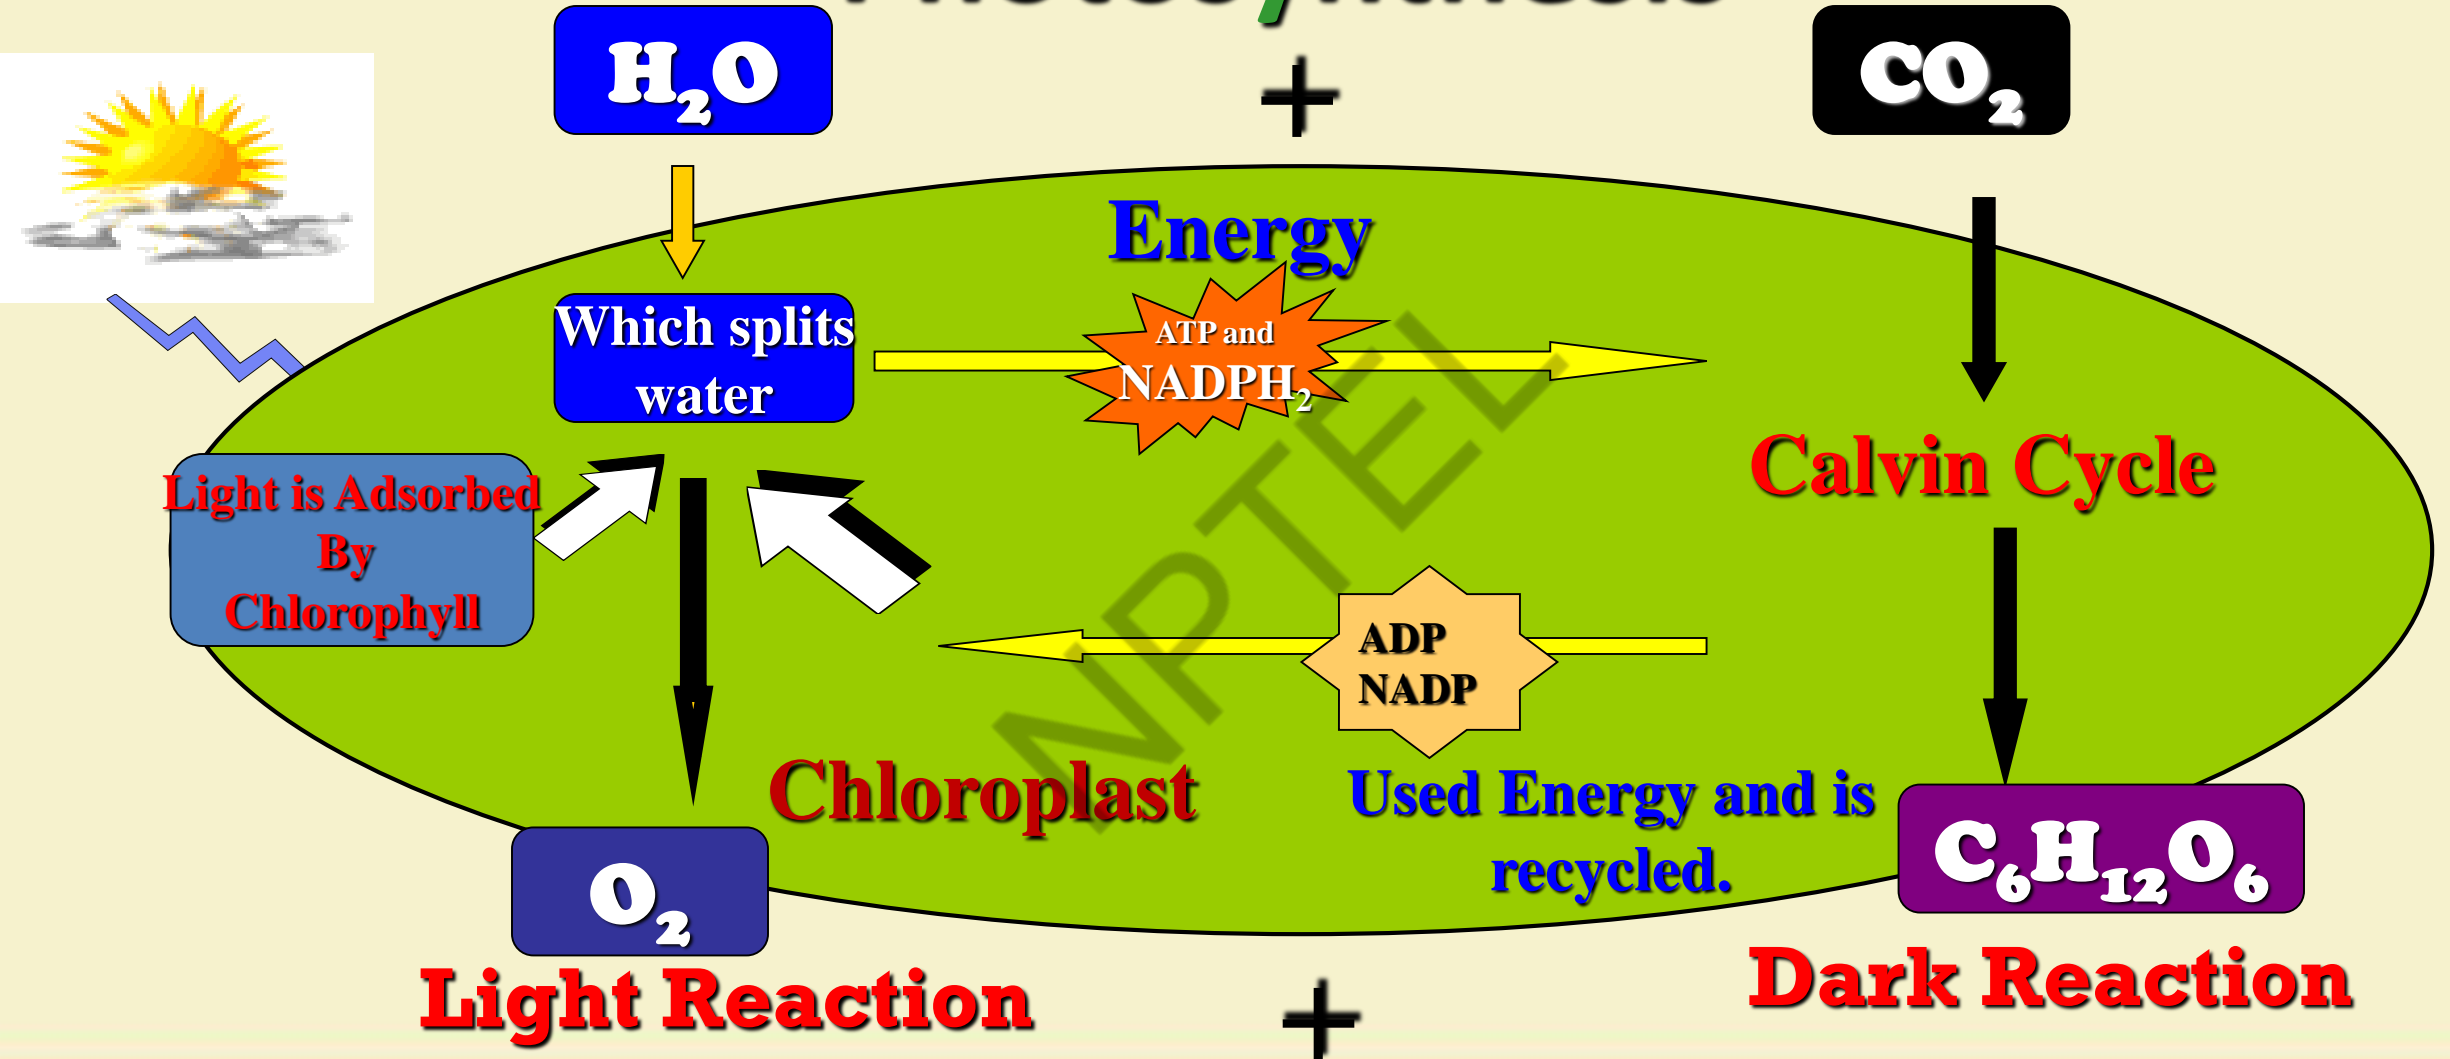 Photosynthesis
H₂O
+
CO₂
Energy
Which splits
water
ATP and
NADPH₂
Calvin Cycle
Light is Adsorbed
By
Chlorophyll
ADP
NADP
NPTEL
Chloroplast
Used Energy and is
recycled.
O₂
C₆H₁₂O₆
Light Reaction
Dark Reaction
+